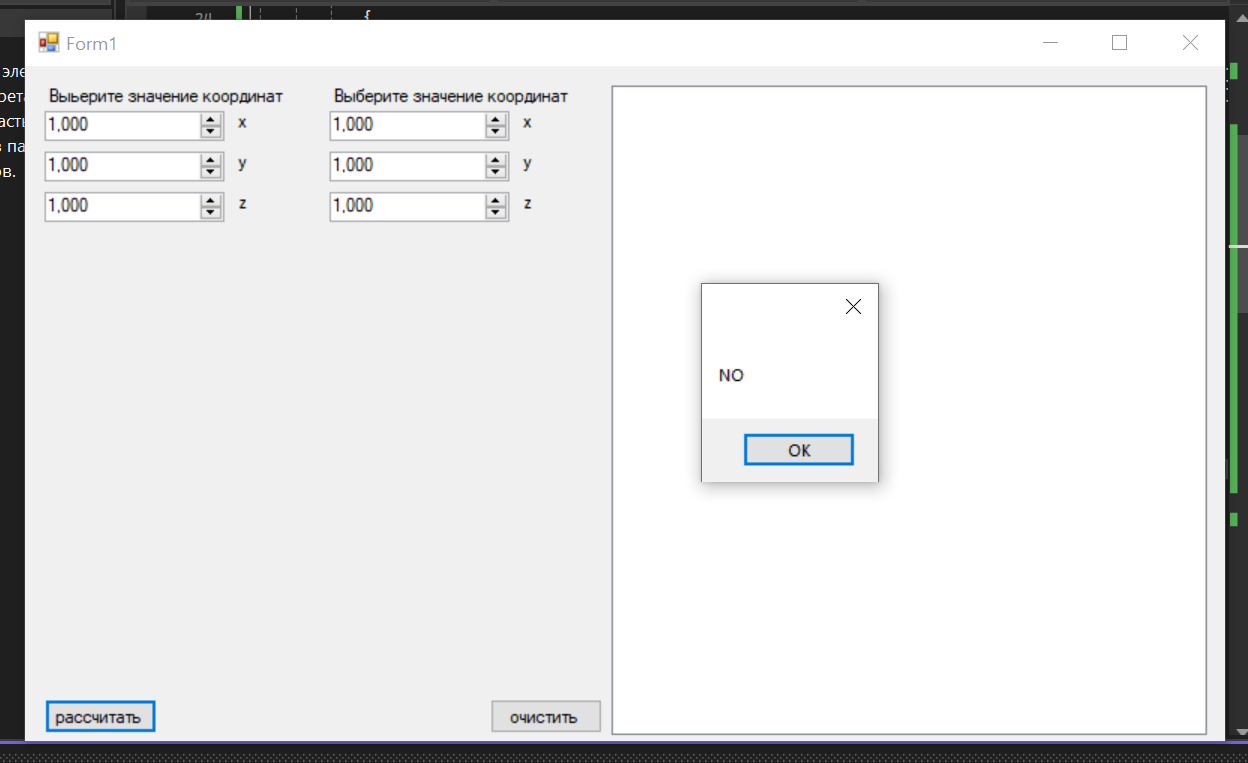 24 {
Form1
Выьерите значение координат Выберите значение координат
1,000 x 1,000 x
1,000 y 1,000 y
1,000 z 1,000 z
NO
OK
рассчитать очистить